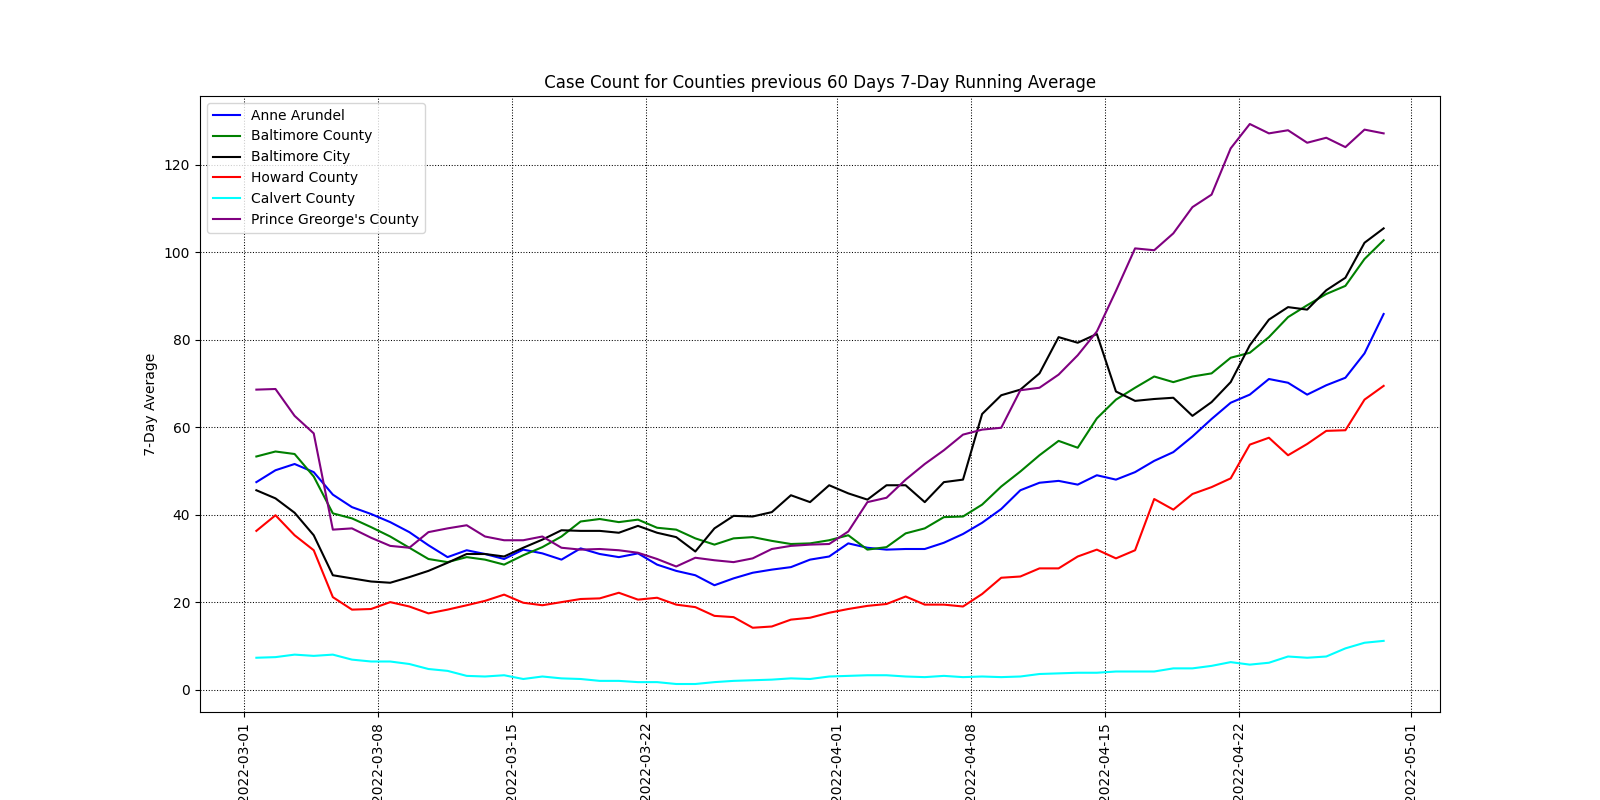 Case Count for Counties previous 60 Days 7-Day Running Average
Anne Arundel
Baltimore County
Baltimore City
Howard County
Calvert County
Prince Greorge's County
120
100
80
60
40
20
0
7-Day Average
2022-03-01
2022-03-08
2022-03-15
2022-03-22
2022-04-01
2022-04-08
2022-04-15
2022-04-22
2022-05-01